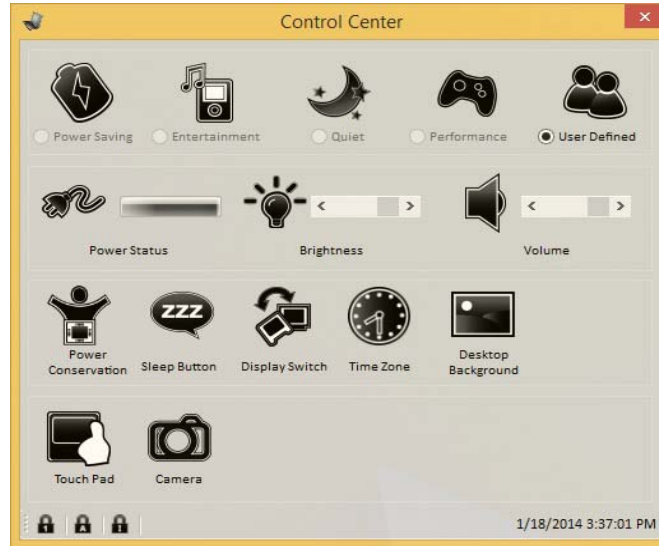 Control Center
Power Saving Entertainment Quiet Performance User Defined
Power Status Brightness Volume
zzz
Power Conservation Sleep Button Display Switch Time Zone Desktop Background
Touch Pad Camera
1 A 1/18/2014 3:37:01 PM